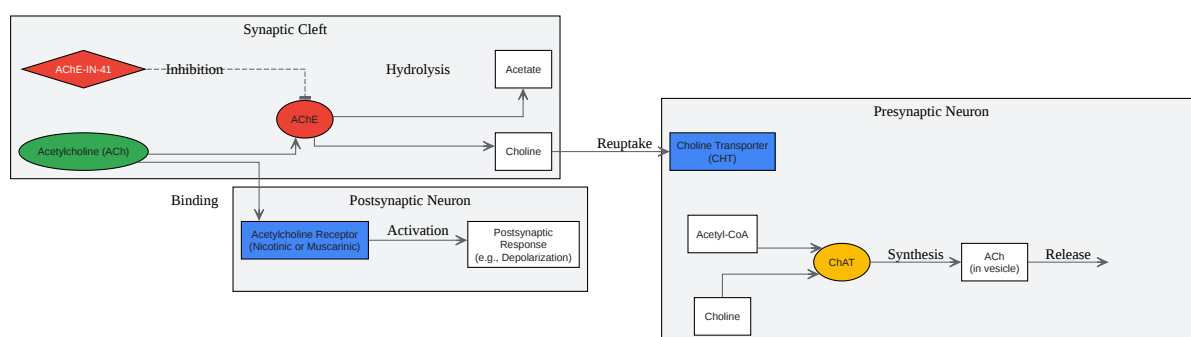 Synaptic Cleft
AChE-IN-41
Inhibition
Hydrolysis
Acetate
AChE
Acetylcholine (ACh)
Choline
Reuptake
Presynaptic Neuron
Choline Transporter
(CHT)
Binding
Postsynaptic Neuron
Acetylcholine Receptor
(Nicotinic or Muscarinic)
Activation
Postsynaptic
Response
(e.g., Depolarization)
Acetyl-CoA
ChAT
Synthesis
ACh
(in vesicle)
Release
Choline